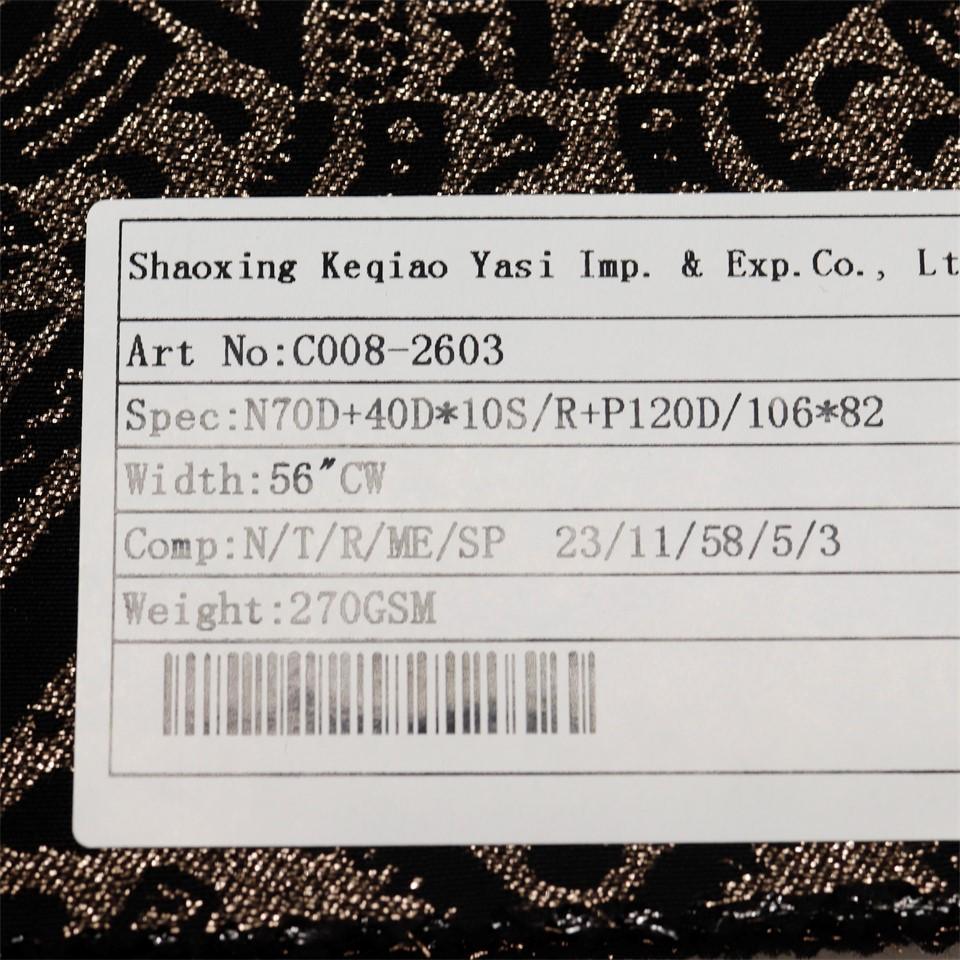 Shaoxing Keqiao Yasi Imp. & Exp.Co., Lt
Art No:C008-2603
Spec:N70D+40D*10S/R+P120D/106*82
Width:56"CW
Comp:N/T/R/ME/SP 23/11/58/5/3
Weight:270GSM